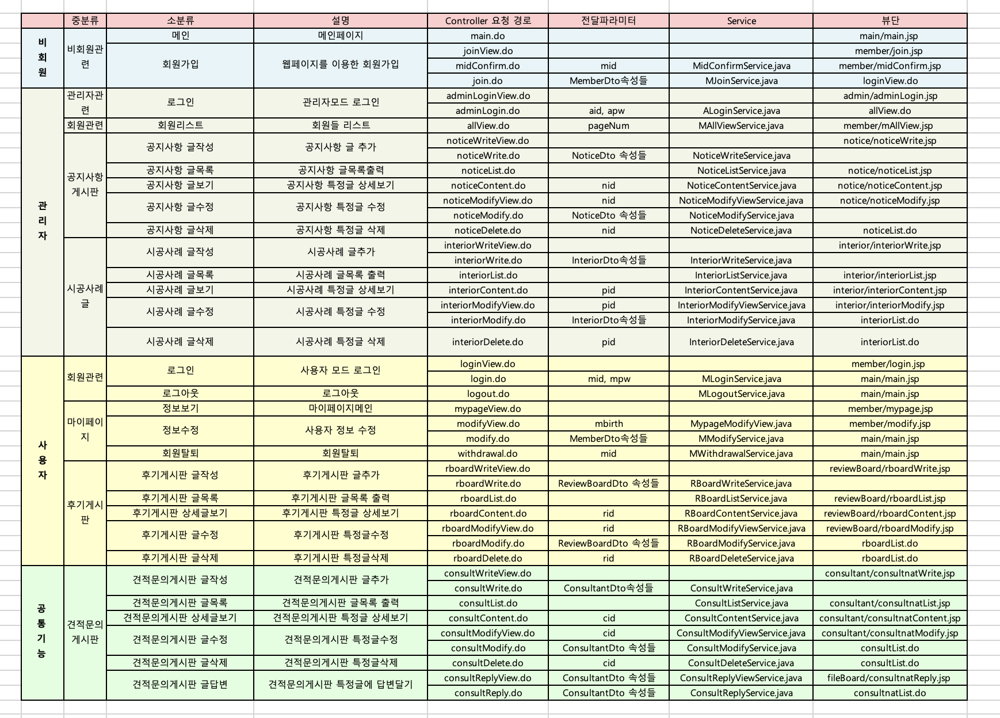 중분류 소분류 설명 Controller 요청 경로 전달파라미터 Service 뷰단
비
회
원
비회원관
련
메인 메인페이지 main.do main/main.jsp
회원가입 웹페이지를 이용한 회원가입
joinView.do member/join.jsp
midConfirm.do mid MidConfirmService.java member/midConfirm.jsp
join.do MemberDto속성들 MJoinService.java loginView.do
관
리
자
관리자관
련
로그인 관리자모드 로그인
adminLoginView.do admin/adminLogin.jsp
adminLogin.do aid, apw ALoginService.java allView.do
회원관련 회원리스트 회원들 리스트 allView.do pageNum MAllViewService.java member/mAllView.jsp
공지사항
게시판
공지사항 글작성 공지사항 글 추가
noticeWriteView.do notice/noticeWrite.jsp
noticeWrite.do NoticeDto 속성들 NoticeWriteService.java
공지사항 글목록 공지사항 글목록출력 noticeList.do NoticeListService.java notice/noticeList.jsp
공지사항 글보기 공지사항 특정글 상세보기 noticeContent.do nid NoticeContentService.java notice/noticeContent.jsp
공지사항 글수정 공지사항 특정글 수정
noticeModifyView.do nid NoticeModifyViewService.java notice/noticeModify.jsp
noticeModify.do NoticeDto 속성들 NoticeModifyService.java
공지사항 글삭제 공지사항 특정글 삭제 noticeDelete.do nid NoticeDeleteService.java noticeList.do
시공사례
글
시공사례 글작성 시공사례 글추가
interiorWriteView.do interior/interiorWrite.jsp
interiorWrite.do InteriorDto속성들 InteriorWriteService.java
시공사례 글목록 시공사례 글목록 출력 interiorList.do InteriorListService.java interior/interiorList.jsp
시공사례 글보기 시공사례 특정글 상세보기 interiorContent.do pid InteriorContentService.java interior/interiorContent.jsp
시공사례 글수정 시공사례 특정글 수정
interiorModifyView.do pid InteriorModifyViewService.java interior/interiorModify.jsp
interiorModify.do InteriorDto속성들 InteriorModifyService.java interiorList.do
시공사례 글삭제 시공사례 특정글 삭제 interiorDelete.do pid InteriorDeleteService.java interiorList.do
사
용
자
회원관련
로그인 사용자 모드 로그인
loginView.do member/login.jsp
login.do mid, mpw MLoginService.java main/main.jsp
로그아웃 로그아웃 logout.do MLogoutService.java main/main.jsp
마이페이
지
정보보기 마이페이지메인 mypageView.do member/mypage.jsp
정보수정 사용자 정보 수정
modifyView.do mbirth MypageModifyView.java member/modify.jsp
modify.do MemberDto속성들 MModifyService.java main/main.jsp
회원탈퇴 회원탈퇴 withdrawal.do mid MWithdrawalService.java main/main.jsp
후기게시
판
후기게시판 글작성 후기게시판 글추가
rboardWriteView.do reviewBoard/rboardWrite.jsp
rboardWrite.do ReviewBoardDto 속성들 RBoardWriteService.java
후기게시판 글목록 후기게시판 글목록 출력 rboardList.do RBoardListService.java reviewBoard/rboardList.jsp
후기게시판 상세글보기 후기게시판 특정글 상세보기 rboardContent.do rid RBoardContentService.java reviewBoard/rboardContent.jsp
후기게시판 글수정 후기게시판 특정글수정
rboardModifyView.do rid RBoardModifyViewService.java reviewBoard/rboardModify.jsp
rboardModify.do ReviewBoardDto 속성들 RBoardModifyService.java rboardList.do
후기게시판 글삭제 후기게시판 특정글삭제 rboardDelete.do rid RBoardDeleteService.java rboardList.do
공
통
기
능
견적문의
게시판
견적문의게시판 글작성 견적문의게시판 글추가
consultWriteView.do consultant/consultnatWrite.jsp
consultWrite.do ConsultantDto속성들 ConsultWriteService.java
견적문의게시판 글목록 견적문의게시판 글목록 출력 consultList.do ConsultListService.java consultant/consultnatList.jsp
견적문의게시판 상세글보기 견적문의게시판 특정글 상세보기 consultContent.do cid ConsultContentService.java consultant/consultnatContent.jsp
견적문의게시판 글수정 견적문의게시판 특정글수정
consultModifyView.do cid ConsultModifyViewService.java consultant/consultnatModify.jsp
consultModify.do ConsultantDto 속성들 ConsultModifyService.java consultList.do
견적문의게시판 글삭제 견적문의게시판 특정글삭제 consultDelete.do cid ConsultDeleteService.java consultList.do
견적문의게시판 글답변 견적문의게시판 특정글에 답변달기
consultReplyView.do ConsultantDto 속성들 ConsultReplyViewService.java fileBoard/consultnatReply.jsp
consultReply.do ConsultantDto 속성들 ConsultReplyService.java consultnatList.do